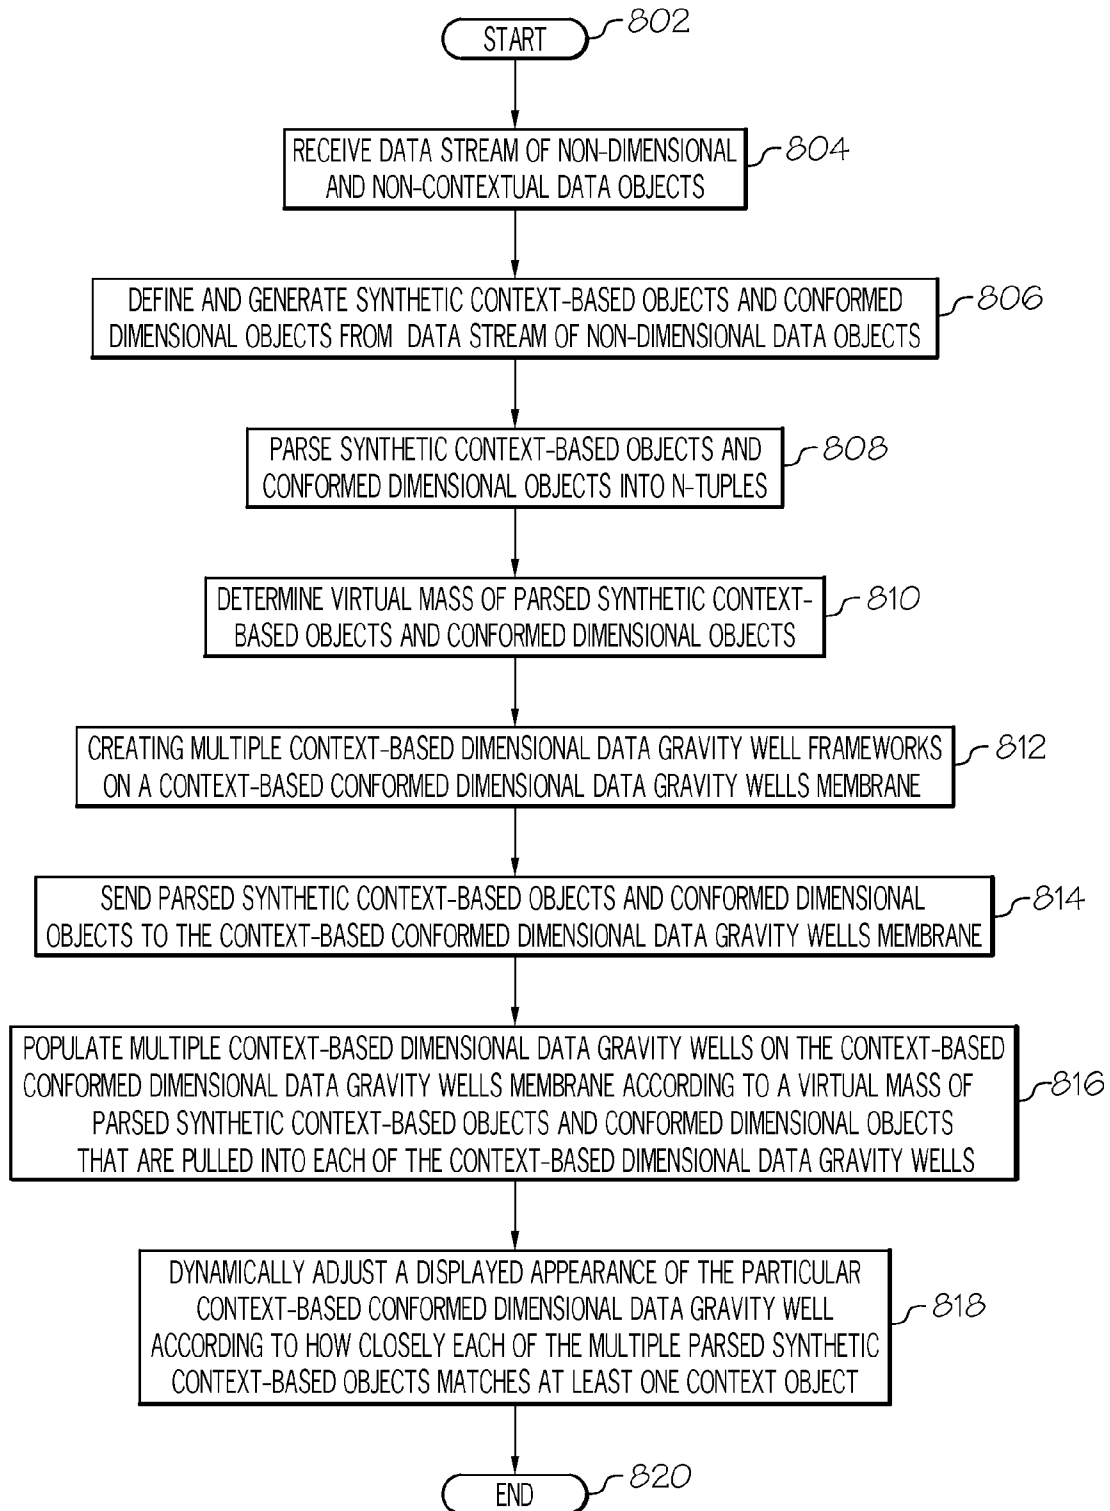 START
802
RECEIVE DATA STREAM OF NON-DIMENSIONAL
AND NON-CONTEXTUAL DATA OBJECTS
804
DEFINE AND GENERATE SYNTHETIC CONTEXT-BASED OBJECTS AND CONFORMED
DIMENSIONAL OBJECTS FROM DATA STREAM OF NON-DIMENSIONAL DATA OBJECTS
806
PARSE SYNTHETIC CONTEXT-BASED OBJECTS AND
CONFORMED DIMENSIONAL OBJECTS INTO N-TUPLES
808
DETERMINE VIRTUAL MASS OF PARSED SYNTHETIC CONTEXT-
BASED OBJECTS AND CONFORMED DIMENSIONAL OBJECTS
810
CREATING MULTIPLE CONTEXT-BASED DIMENSIONAL DATA GRAVITY WELL FRAMEWORKS
ON A CONTEXT-BASED CONFORMED DIMENSIONAL DATA GRAVITY WELLS MEMBRANE
812
SEND PARSED SYNTHETIC CONTEXT-BASED OBJECTS AND CONFORMED DIMENSIONAL
OBJECTS TO THE CONTEXT-BASED CONFORMED DIMENSIONAL DATA GRAVITY WELLS MEMBRANE
814
POPULATE MULTIPLE CONTEXT-BASED DIMENSIONAL DATA GRAVITY WELLS ON THE CONTEXT-BASED
CONFORMED DIMENSIONAL DATA GRAVITY WELLS MEMBRANE ACCORDING TO A VIRTUAL MASS OF
PARSED SYNTHETIC CONTEXT-BASED OBJECTS AND CONFORMED DIMENSIONAL OBJECTS
THAT ARE PULLED INTO EACH OF THE CONTEXT-BASED DIMENSIONAL DATA GRAVITY WELLS
816
DYNAMICALLY ADJUST A DISPLAYED APPEARANCE OF THE PARTICULAR
CONTEXT-BASED CONFORMED DIMENSIONAL DATA GRAVITY WELL
ACCORDING TO HOW CLOSELY EACH OF THE MULTIPLE PARSED SYNTHETIC
CONTEXT-BASED OBJECTS MATCHES AT LEAST ONE CONTEXT OBJECT
818
END
820